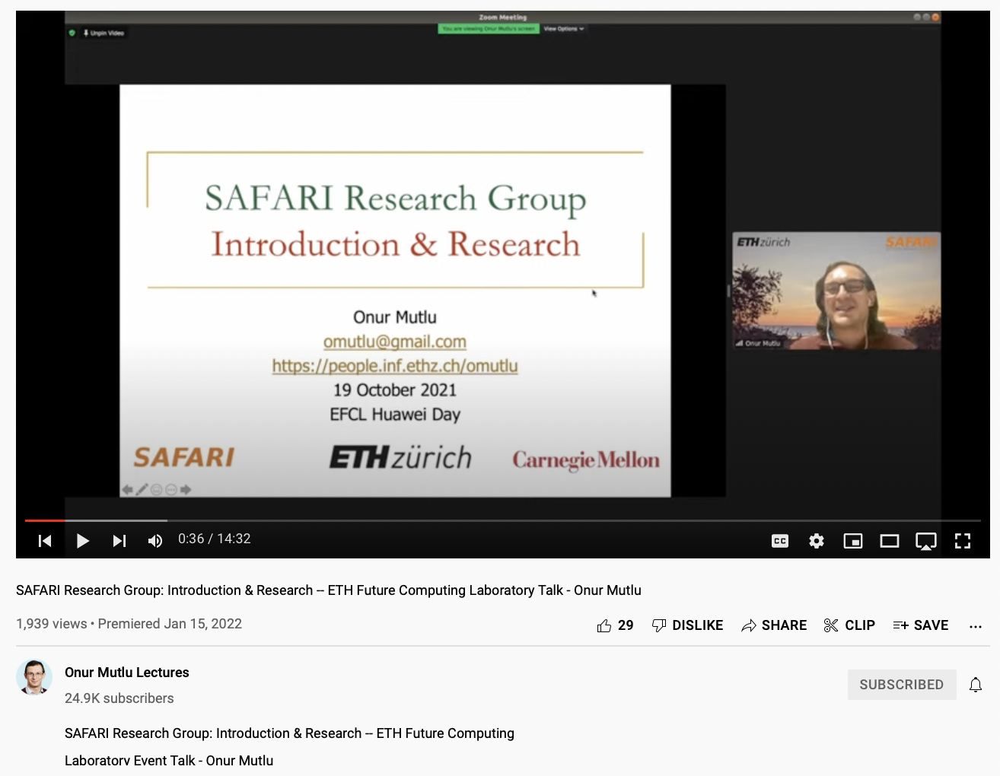 Zoom Meeting
Unpin Video
You are viewing Onur Mutlu's screen
View Options
SAFARI Research Group
Introduction & Research
Onur Mutlu
omutlu@gmail.com
https://people.inf.ethz.ch/omutlu
19 October 2021
EFCL Huawei Day
SAFARI
ETH zürich
Carnegie Mellon
ETH zürich
SAFARI
Onur Mutlu
0:36 / 14:32
CC
SAFARI Research Group: Introduction & Research -- ETH Future Computing Laboratory Talk - Onur Mutlu
1,939 views • Premiered Jan 15, 2022
29
DISLIKE
SHARE
CLIP
SAVE
Onur Mutlu Lectures
24.9K subscribers
SUBSCRIBED
SAFARI Research Group: Introduction & Research -- ETH Future Computing
Laboratory Event Talk - Onur Mutlu